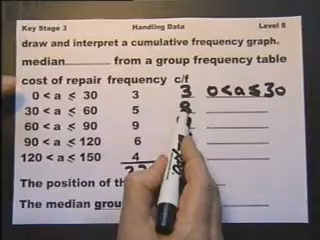 Key Stage 3 Handling Data Level 6
draw and interpret a cumulative frequency graph.
median_______ from a group frequency table
cost of repair frequency c/f
0 < a ≤ 30 3 3 0<a≤30
30 < a ≤ 60 5 8
60 < a ≤ 90 9
90 < a ≤ 120 6
120 < a ≤ 150 4
The position of th
The median grou